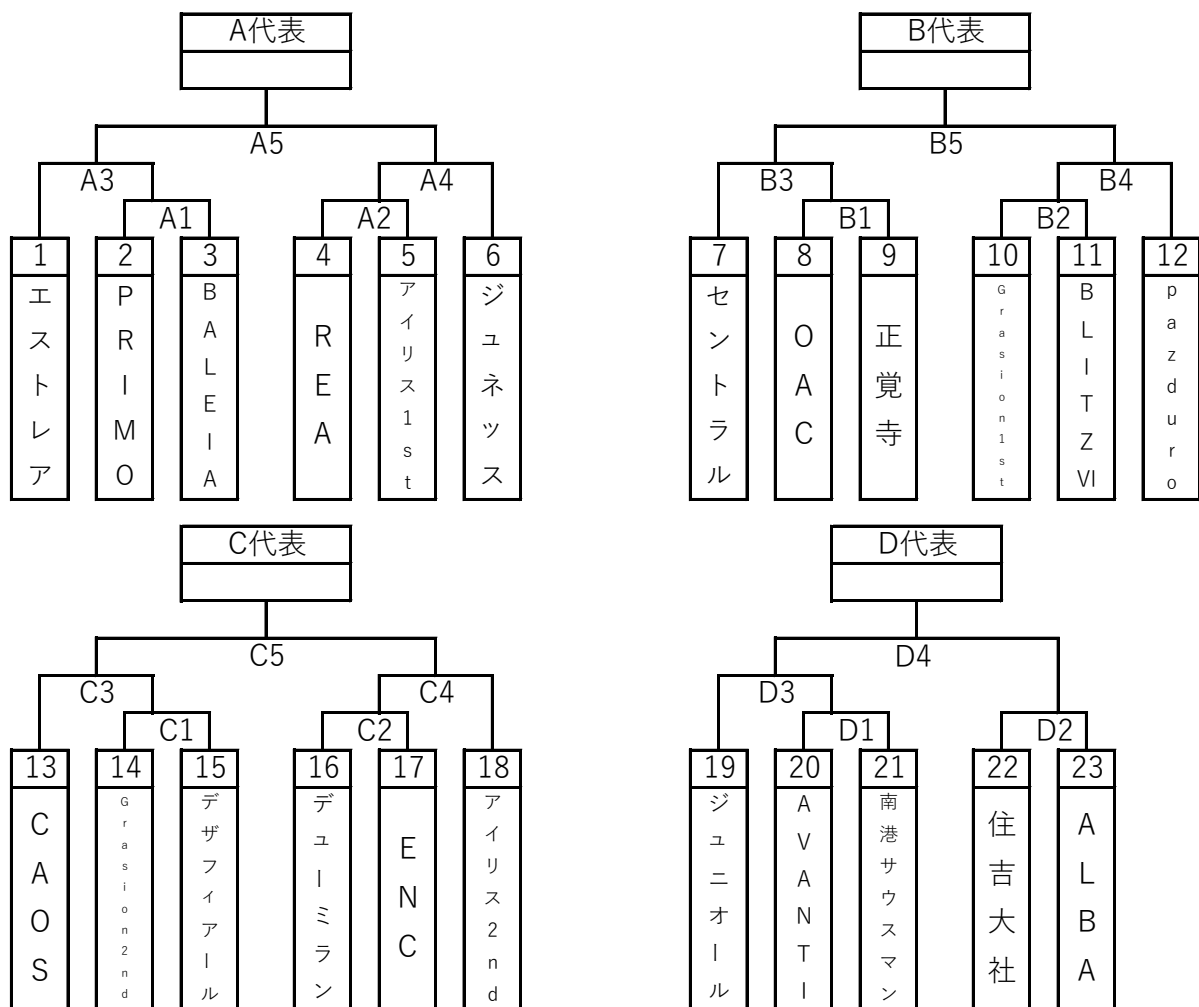 A代表
B代表
A5
B5
A3
A4
B3
B4
A1
A2
B1
B2
1
2
3
4
5
6
7
8
9
10
11
12
エストレア
PRIMO
BALEIA
REA
アイリス1st
ジュネッス
セントラル
OAC
正覚寺
Grasion1st
BLITZⅥ
pazduro
C代表
D代表
C5
D4
C3
C4
D3
C1
C2
D1
D2
13
14
15
16
17
18
19
20
21
22
23
CAOS
Grasion2nd
デザフィアール
デューミラン
ENC
アイリス2nd
ジュニオール
AVANTI
南港サウスマン
住吉大社
ALBA